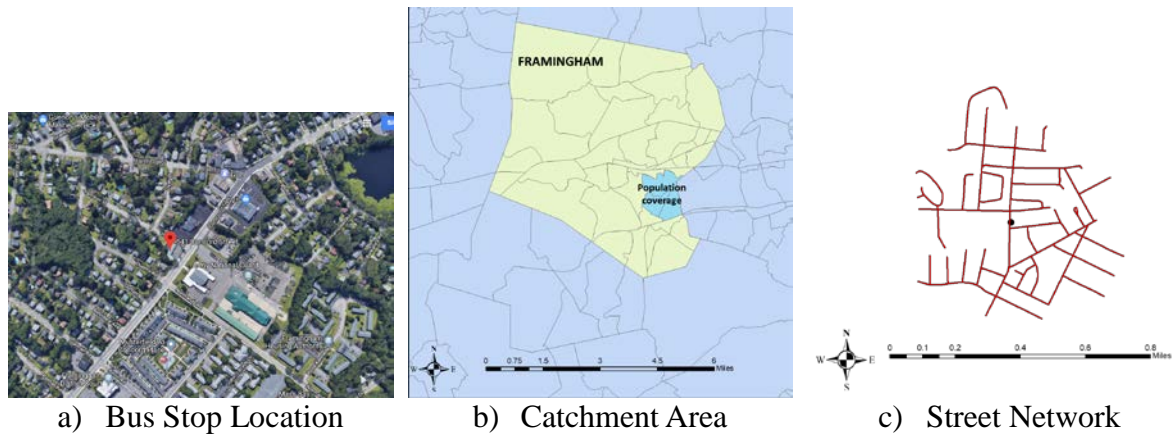 FRAMINGHAM
Population
coverage
N
W E
S
0 0.75 1.5 3 4.5 6
Miles
N
W E
S
0 0.1 0.2 0.4 0.6 0.8
Miles
a) Bus Stop Location
b) Catchment Area
c) Street Network